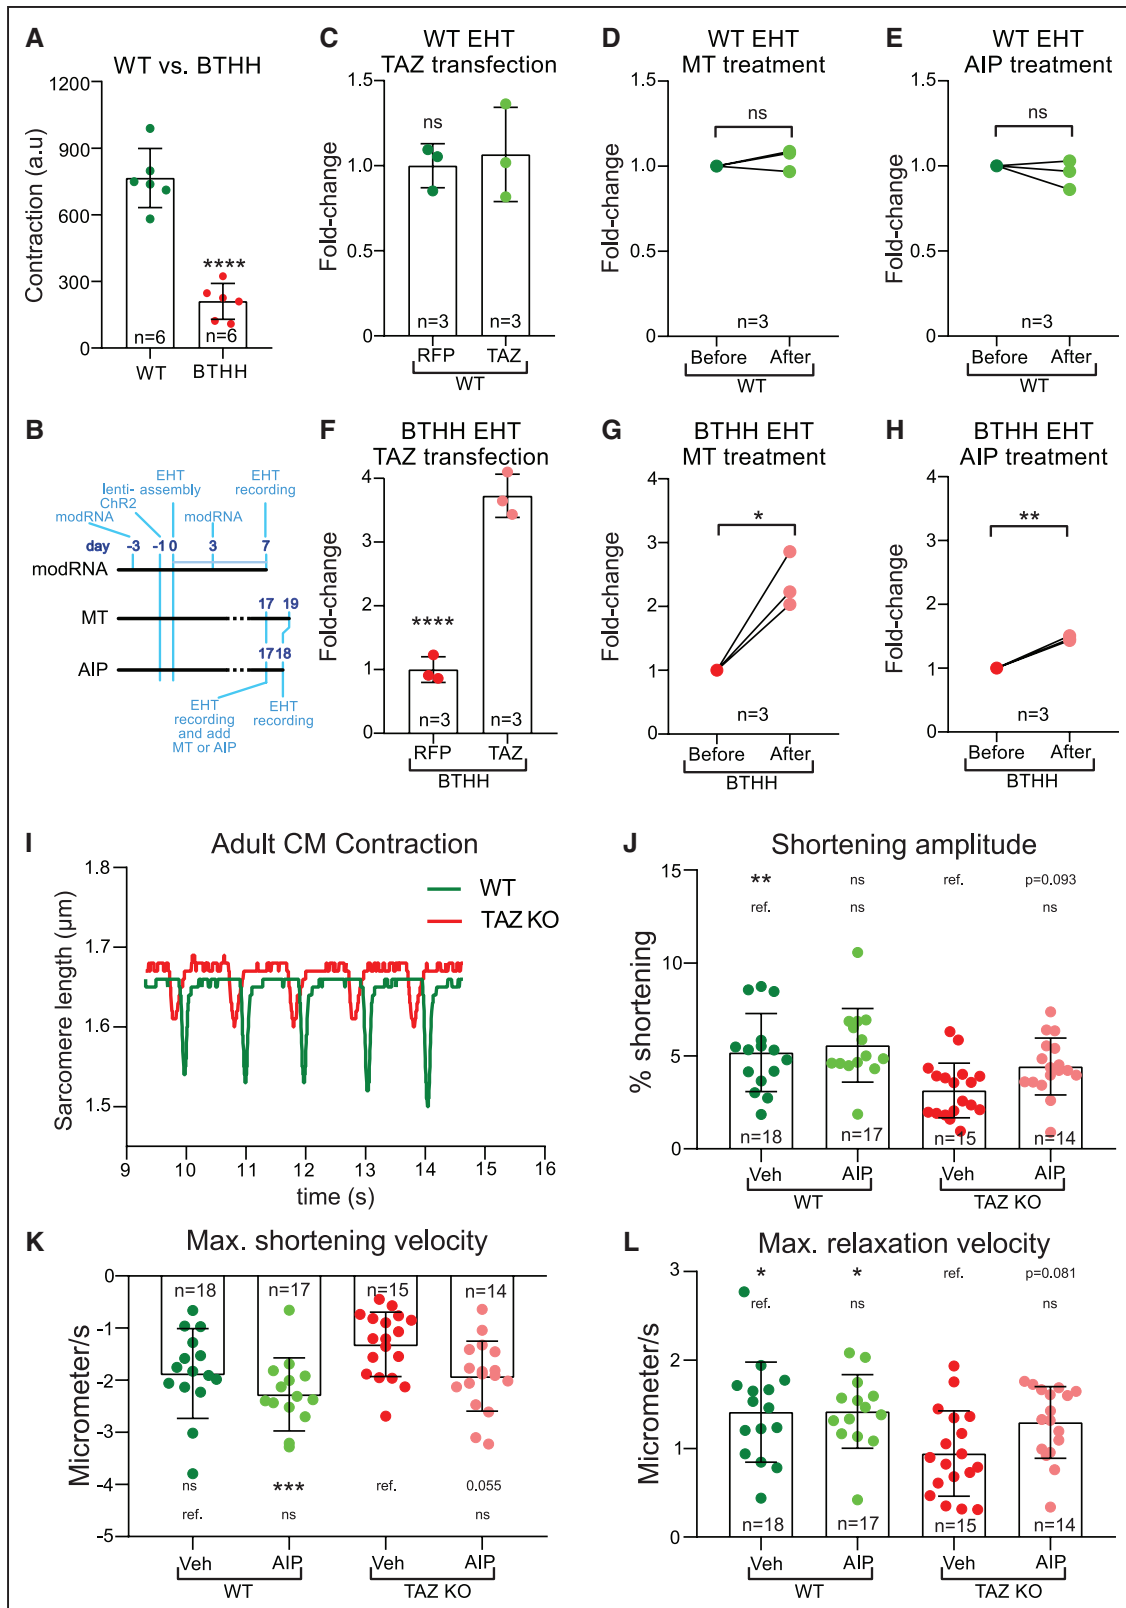 A
WT vs. BTHH
Contraction (a.u)
1200
900
600
300
0
****
n=6
n=6
WT
BTHH
C
WT EHT
TAZ transfection
Fold-change
1.5
1.0
0.5
0
ns
n=3
n=3
RFP
TAZ
WT
D
WT EHT
MT treatment
Fold-change
1.5
1.0
0.5
0
ns
n=3
Before
After
WT
E
WT EHT
AIP treatment
Fold-change
1.5
1.0
0.5
0
ns
n=3
Before
After
WT
B
EHT
assembly
EHT
recording
lenti-
ChR2
modRNA
modRNA
day
-3
-1
0
3
7
modRNA
17
19
MT
17
18
AIP
EHT
recording
and add
MT or AIP
EHT
recording
F
BTHH EHT
TAZ transfection
Fold-change
4
3
2
1
0
****
n=3
n=3
RFP
TAZ
BTHH
G
BTHH EHT
MT treatment
Fold-change
4
3
2
1
0
*
n=3
Before
After
BTHH
H
BTHH EHT
AIP treatment
Fold-change
4
3
2
1
0
**
n=3
Before
After
BTHH
I
Adult CM Contraction
Sarcomere length (μm)
1.8
1.7
1.6
1.5
WT
TAZ KO
9
10
11
12
13
14
15
16
time (s)
J
Shortening amplitude
% shortening
15
10
5
0
**
ns
ref.
p=0.093
ref.
ns
ns
n=18
n=17
n=15
n=14
Veh
AIP
Veh
AIP
WT
TAZ KO
K
Max. shortening velocity
Micrometer/s
0
-1
-2
-3
-4
-5
n=18
n=17
n=15
n=14
ns
***
ref.
0.055
ref.
ns
ns
Veh
AIP
Veh
AIP
WT
TAZ KO
L
Max. relaxation velocity
Micrometer/s
3
2
1
0
*
*
ref.
p=0.081
ref.
ns
ns
n=18
n=17
n=15
n=14
Veh
AIP
Veh
AIP
WT
TAZ KO